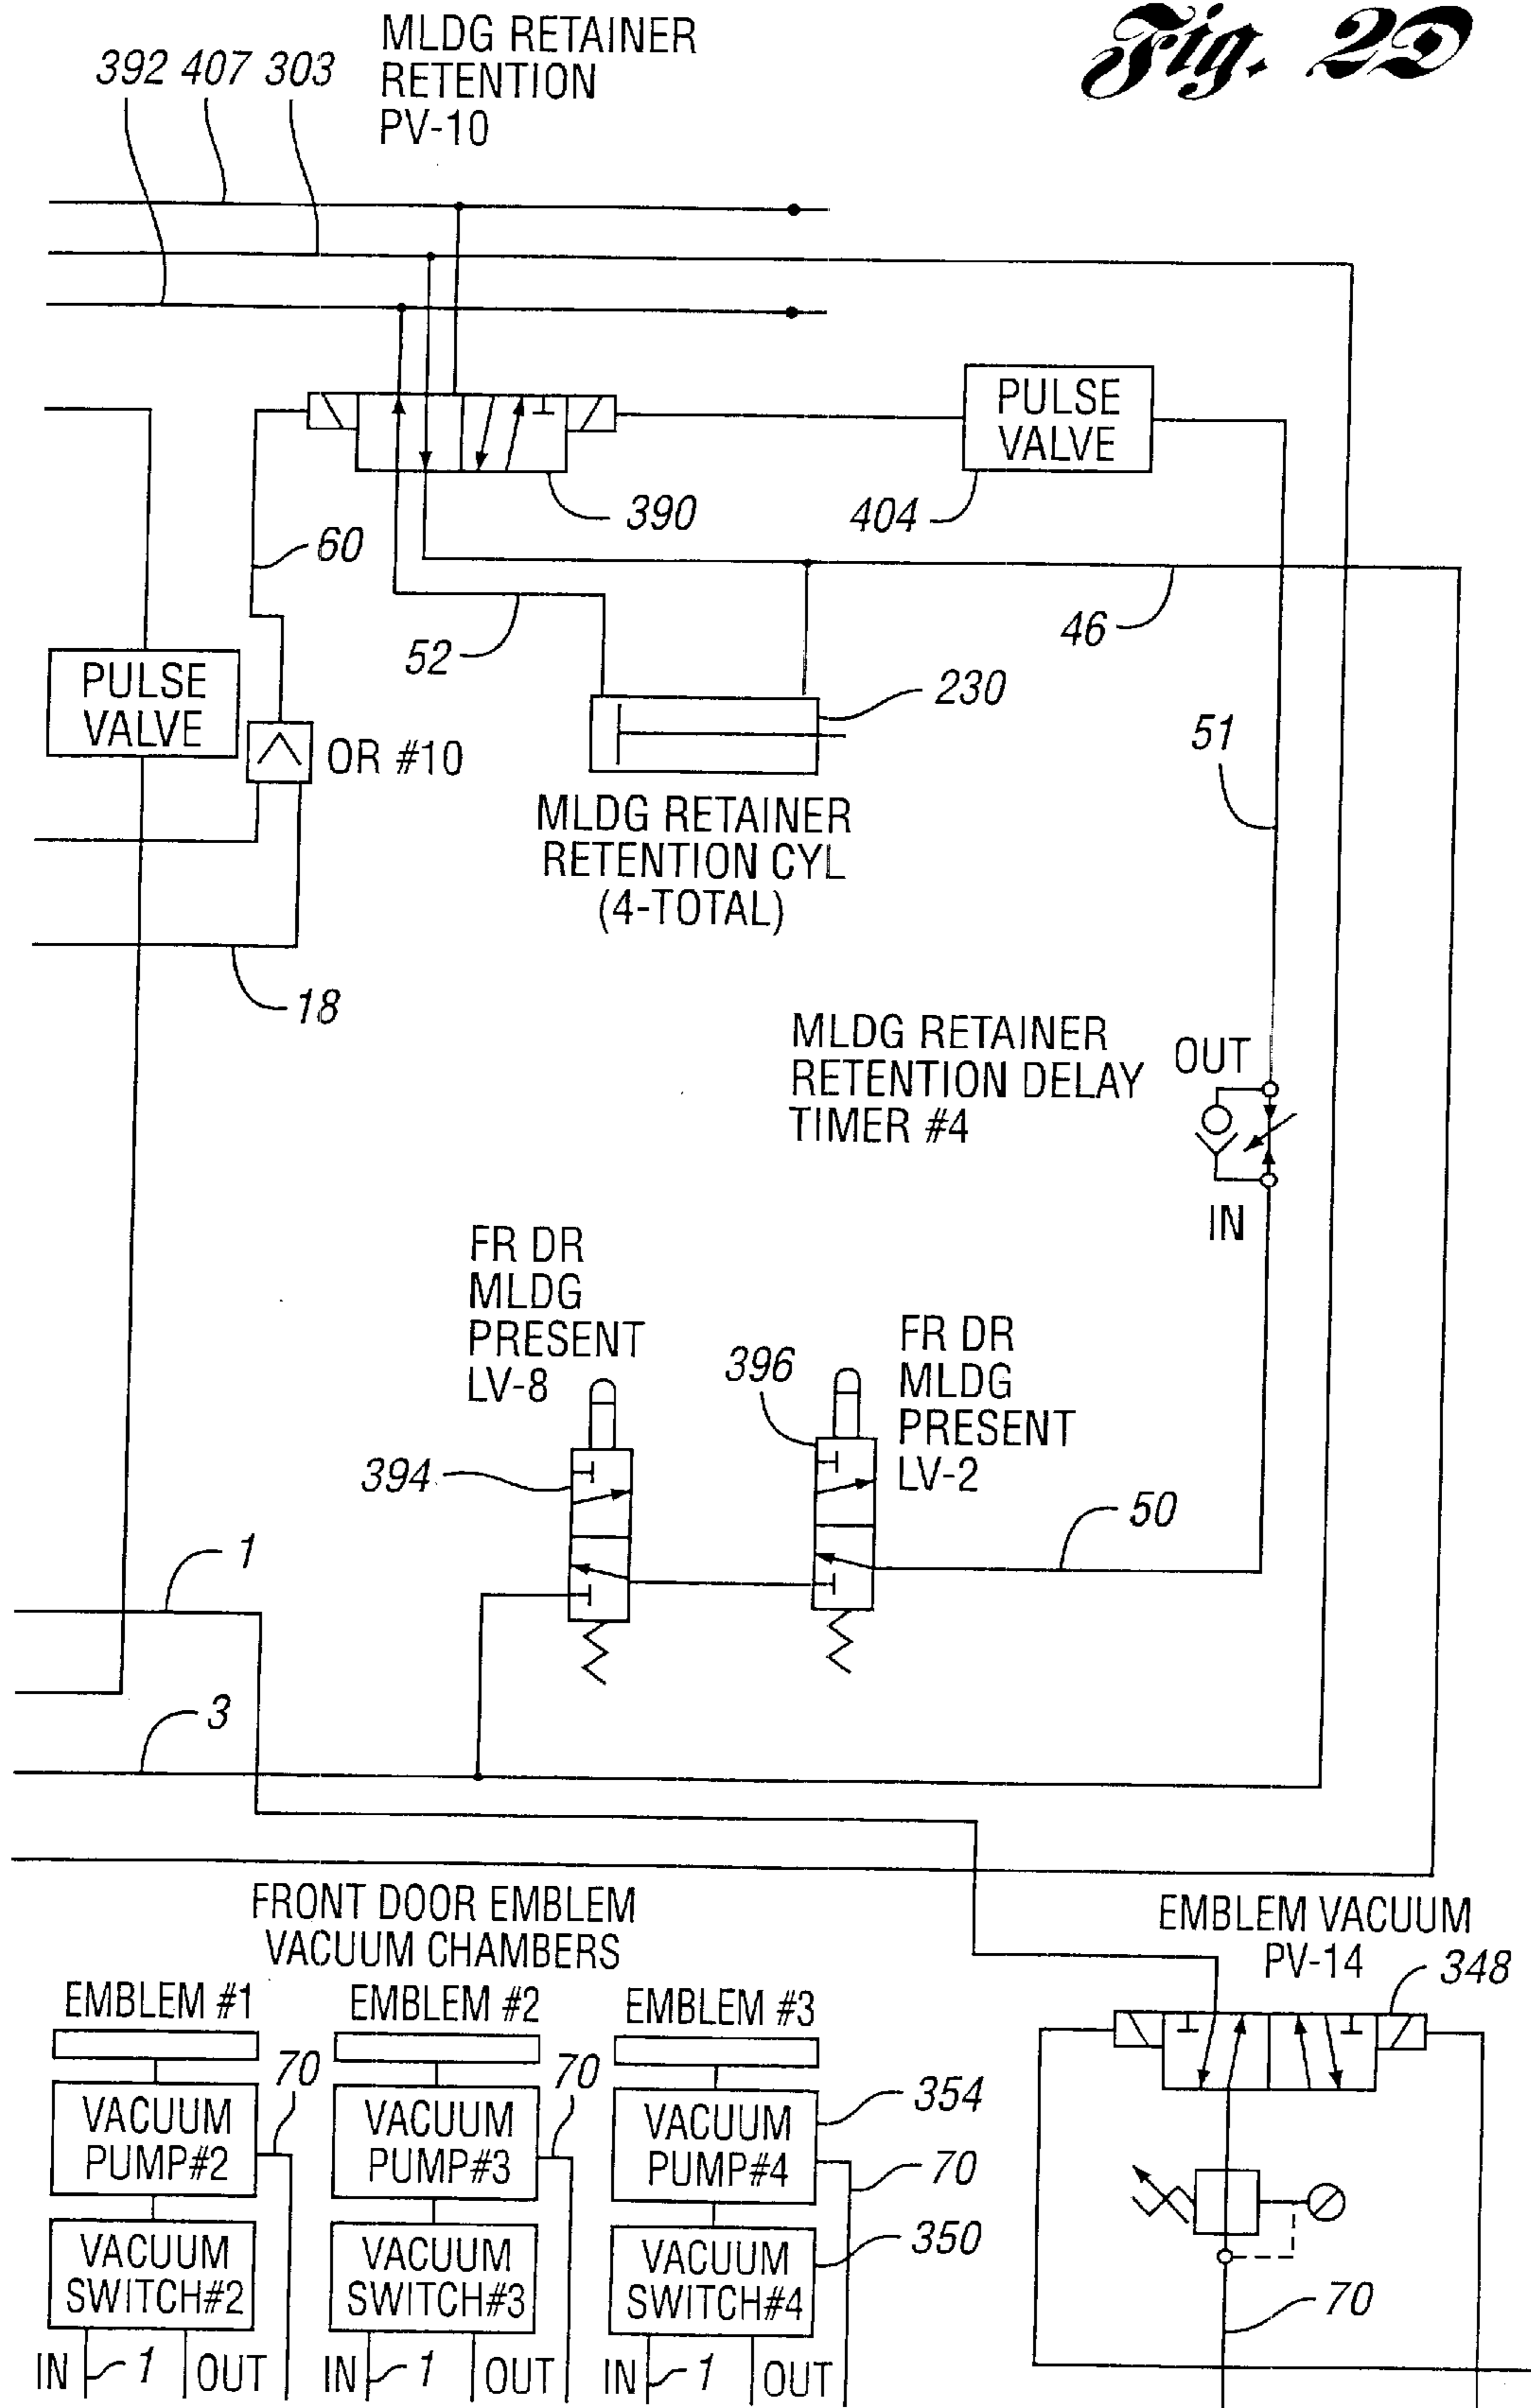 Fig. 2D
MLDG RETAINER
RETENTION
PV-10
392 407 303
PULSE
VALVE
390
404
60
52
46
PULSE
VALVE
OR #10
230
51
MLDG RETAINER
RETENTION CYL
(4-TOTAL)
18
MLDG RETAINER
RETENTION DELAY
TIMER #4
OUT
IN
FR DR
MLDG
PRESENT
LV-8
396
FR DR
MLDG
PRESENT
LV-2
394
50
1
3
FRONT DOOR EMBLEM
VACUUM CHAMBERS
EMBLEM VACUUM
PV-14
348
EMBLEM #1
EMBLEM #2
EMBLEM #3
70
70
VACUUM
PUMP#2
VACUUM
PUMP#3
VACUUM
PUMP#4
354
70
VACUUM
SWITCH#2
VACUUM
SWITCH#3
VACUUM
SWITCH#4
350
70
IN 1 OUT
IN 1 OUT
IN 1 OUT